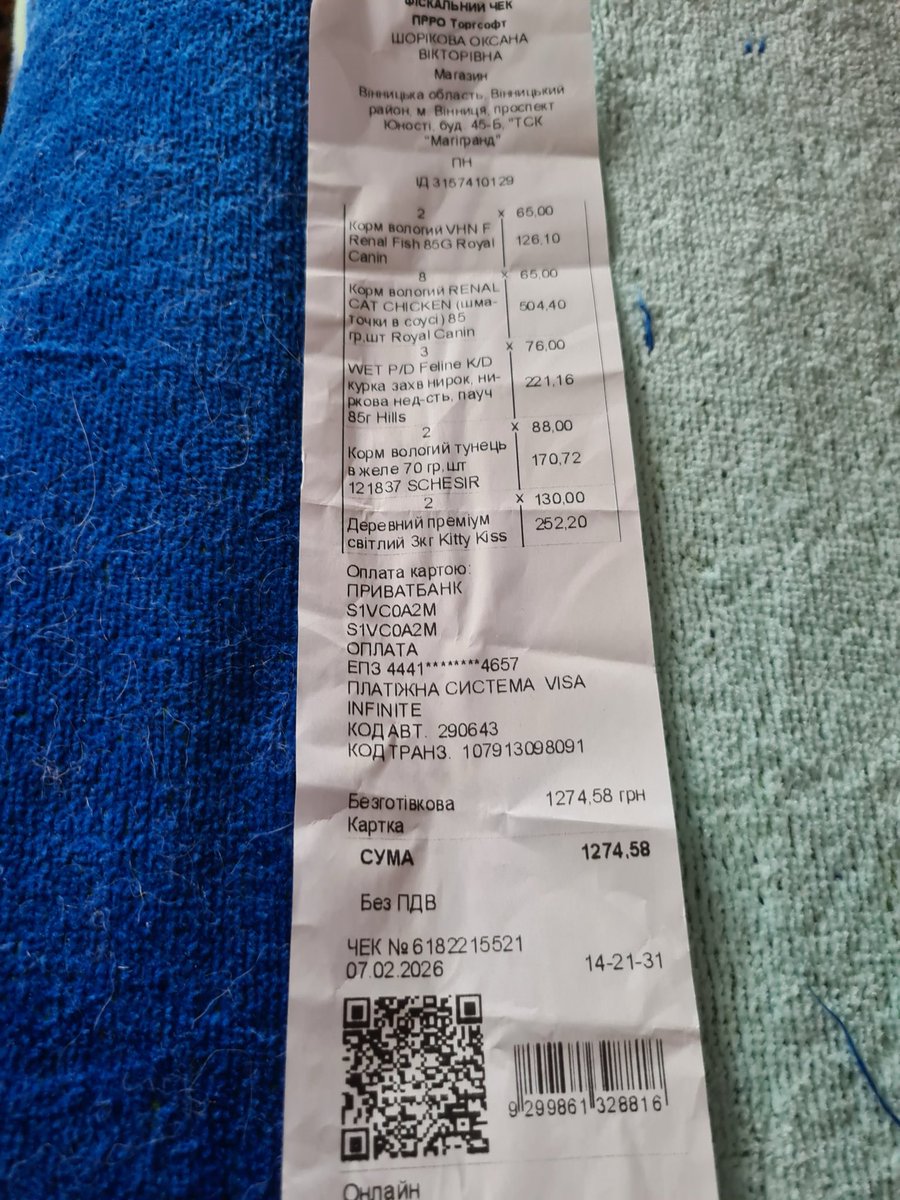 ФІСКАЛЬНИЙ ЧЕК
ПРРО Торгсофт
ШОРІКОВА ОКСАНА
ВІКТОРІВНА
Магазин
Вінницька область, Вінницький
район, м. Вінниця, проспект
Юності, буд. 45-Б, "ТСК
"Магігранд"
ПН
ІД 3157410129
2 x 65,00
Корм вологий VHN F
Renal Fish 85G Royal
Canin
126,10
8 x 65,00
Корм вологий RENAL
CAT CHICKEN (шма-
точки в соусі) 85
гр,шт Royal Canin
504,40
3 x 76,00
WET P/D Feline K/D
курка захв нирок, ни-
ркова нед-сть, пауч
85г Hills
221,16
2 x 88,00
Корм вологий тунець
в желе 70 гр,шт
121837 SCHESIR
170,72
2 x 130,00
Деревний преміум
світлий 3кг Kitty Kiss
252,20
Оплата картою:
ПРИВАТБАНК
S1VC0A2M
S1VC0A2M
ОПЛАТА
ЕПЗ 4441********4657
ПЛАТІЖНА СИСТЕМА VISA
INFINITE
КОД АВТ. 290643
КОД ТРАНЗ. 107913098091
Безготівкова 1274,58 грн
Картка
СУМА 1274,58
Без ПДВ
ЧЕК № 6182215521
07.02.2026 14-21-31
9 299861 328816
Онлайн